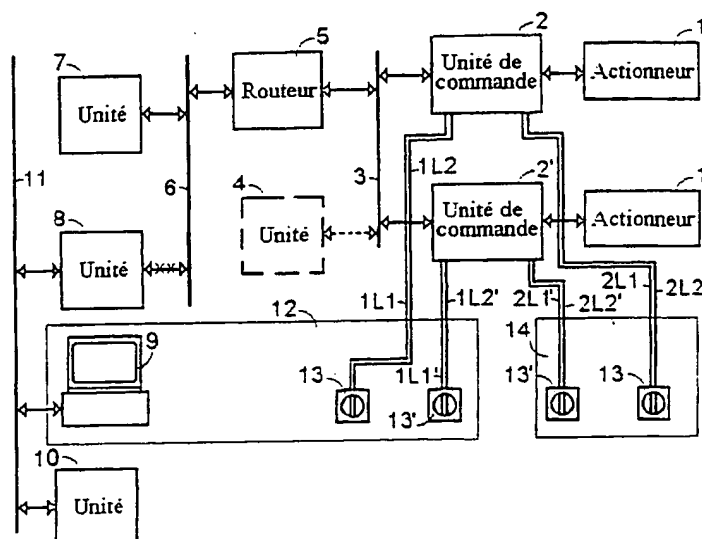 2
1
5
7
Unité de
commande
Actionneur
Routeur
Unité
1L2
11
6
3
4
2'
1
8
Unité
Unité de
commande
Actionneur
Unité
12
1L1
1L2'
2L1'
2L2'
2L1
2L2
9
14
13
1L1'
13'
13
13'
10
Unité